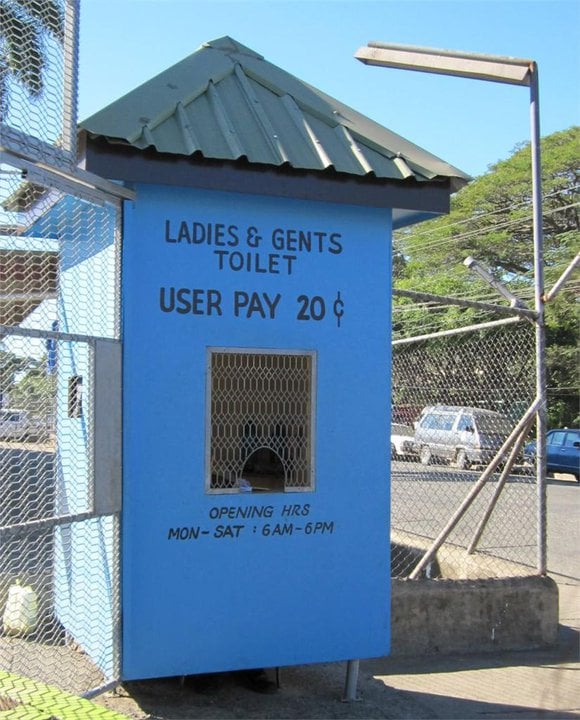 LADIES & GENTS
TOILET
USER PAY 20 ¢
OPENING HRS
MON-SAT : 6AM-6PM